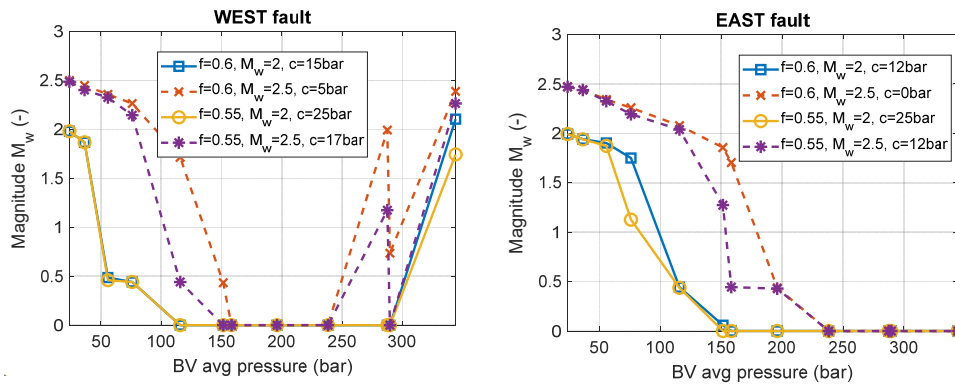 WEST fault
3
2.5
2
1.5
1
0.5
0
50
100
150
200
250
300
Magnitude M_w (-)
BV avg pressure (bar)
f=0.6, M_w=2, c=15bar
f=0.6, M_w=2.5, c=5bar
f=0.55, M_w=2, c=25bar
f=0.55, M_w=2.5, c=17bar
EAST fault
3
2.5
2
1.5
1
0.5
0
50
100
150
200
250
300
Magnitude M_w (-)
BV avg pressure (bar)
f=0.6, M_w=2, c=12bar
f=0.6, M_w=2.5, c=0bar
f=0.55, M_w=2, c=25bar
f=0.55, M_w=2.5, c=12bar